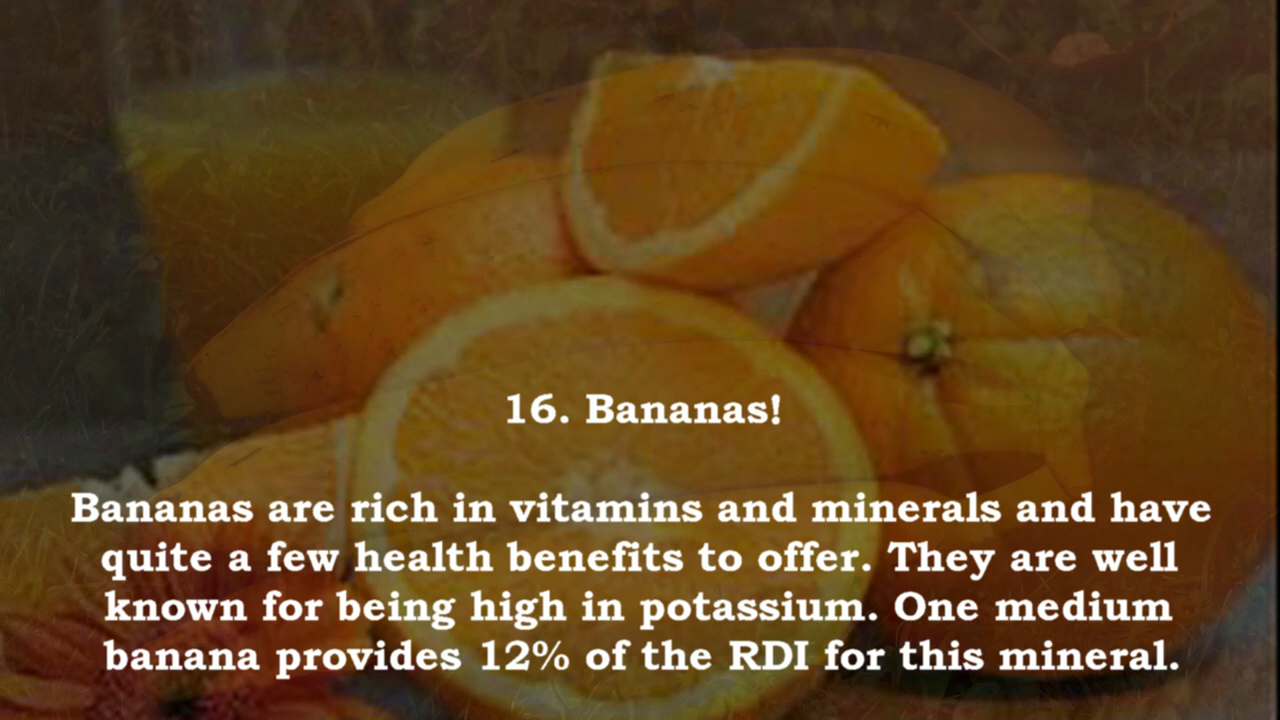 16. Bananas!
Bananas are rich in vitamins and minerals and have
quite a few health benefits to offer. They are well
known for being high in potassium. One medium
banana provides 12% of the RDI for this mineral.